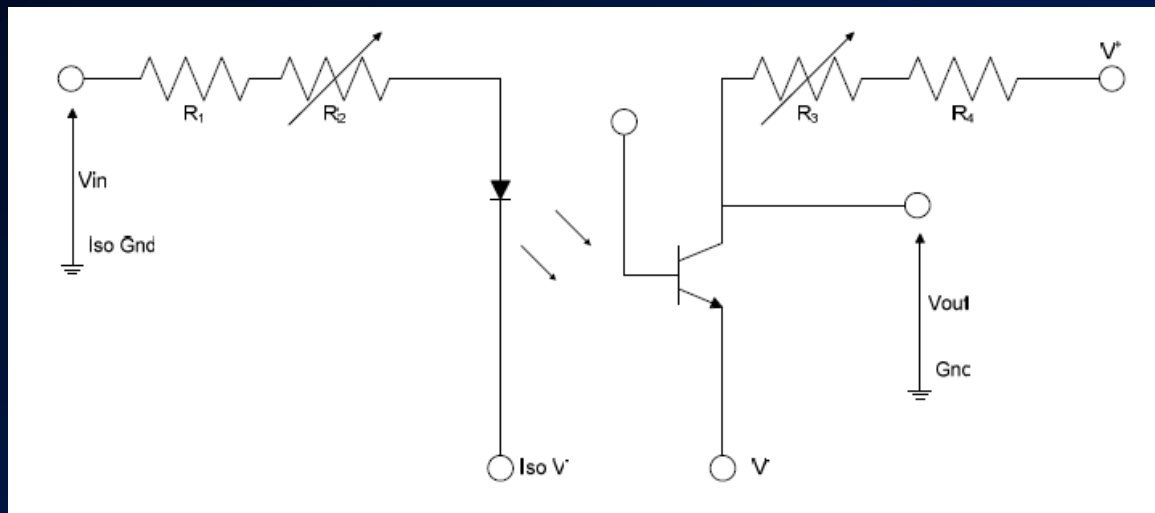 V+
R1
R2
R3
R4
Vin
Iso Gnd
Vout
Gnc
Iso V-
V-